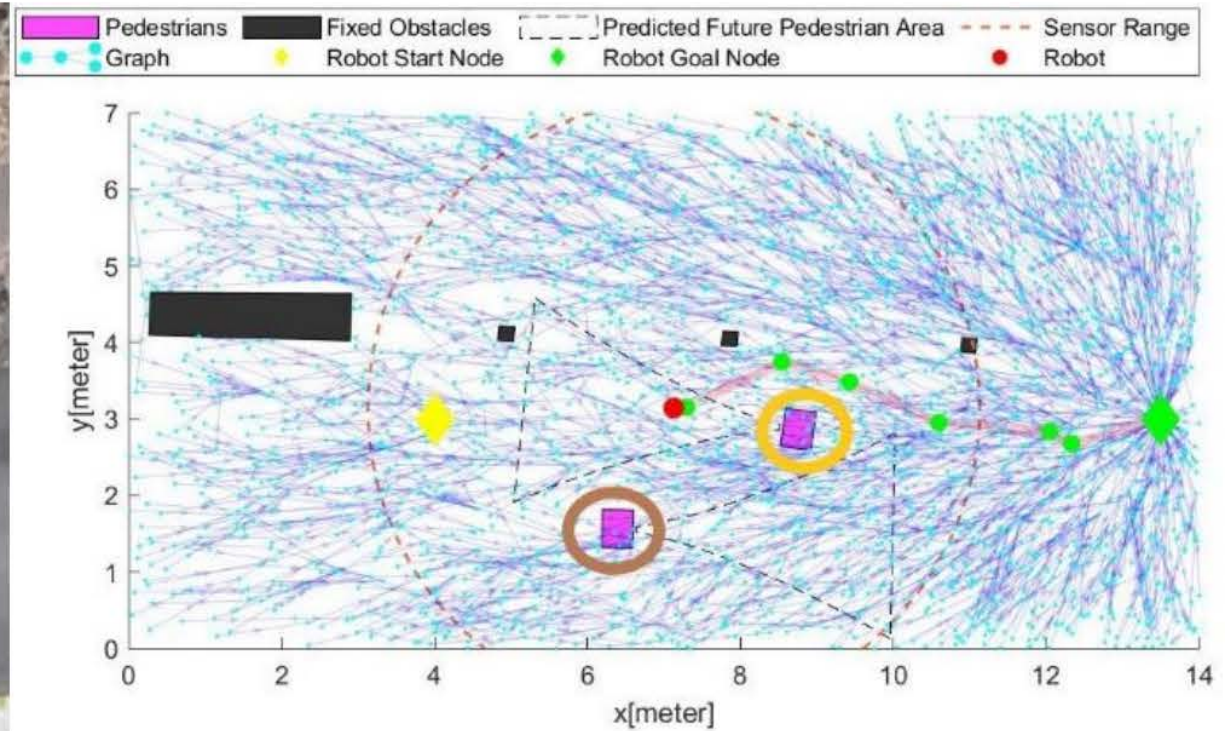 Pedestrians Fixed Obstacles Predicted Future Pedestrian Area Sensor Range
Graph Robot Start Node Robot Goal Node Robot
7
6
5
4
3
2
1
0
y[meter]
0 2 4 6 8 10 12 14
x[meter]